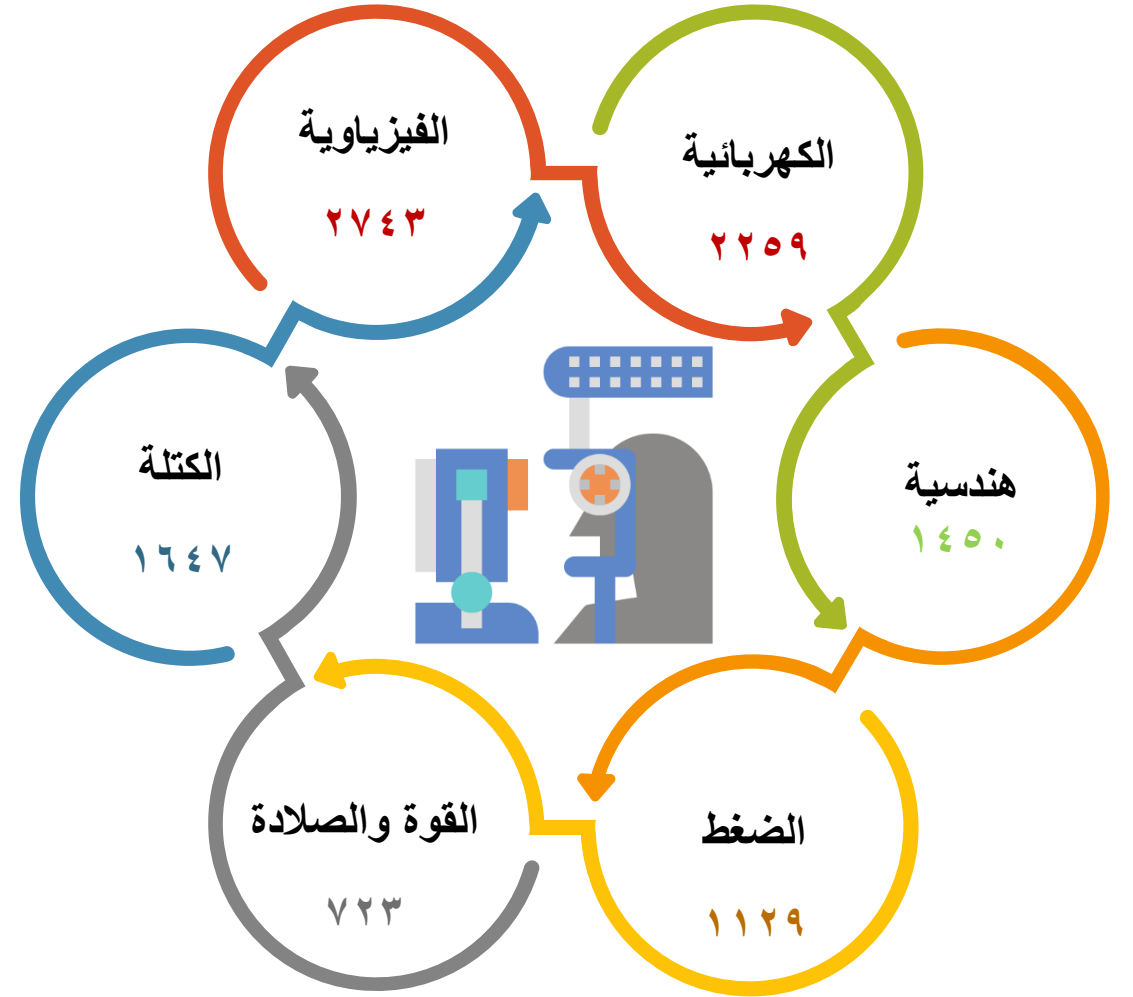 الفيزياوية
٢٧٤٣
الكهربائية
٢٢٥٩
هندسية
١٤٥٠
الضغط
١١٢٩
القوة والصلادة
٧٢٣
الكتلة
١٦٤٧